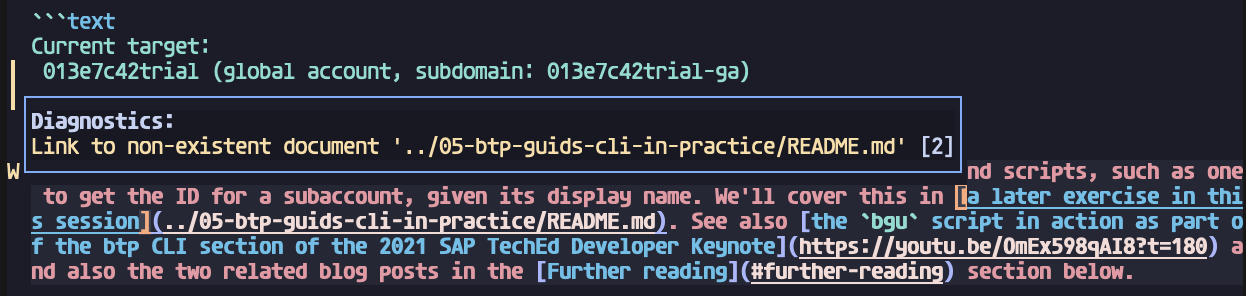 ```text
Current target:
 013e7c42trial (global account, subdomain: 013e7c42trial-ga)
Diagnostics:
Link to non-existent document '../05-btp-guids-cli-in-practice/README.md' [2]
W
nd scripts, such as one
 to get the ID for a subaccount, given its display name. We'll cover this in [a later exercise in thi
s session](../05-btp-guids-cli-in-practice/README.md). See also [the `bgu` script in action as part o
f the btp CLI section of the 2021 SAP TechEd Developer Keynote](https://youtu.be/OmEx598qAI8?t=180) a
nd also the two related blog posts in the [Further reading](#further-reading) section below.